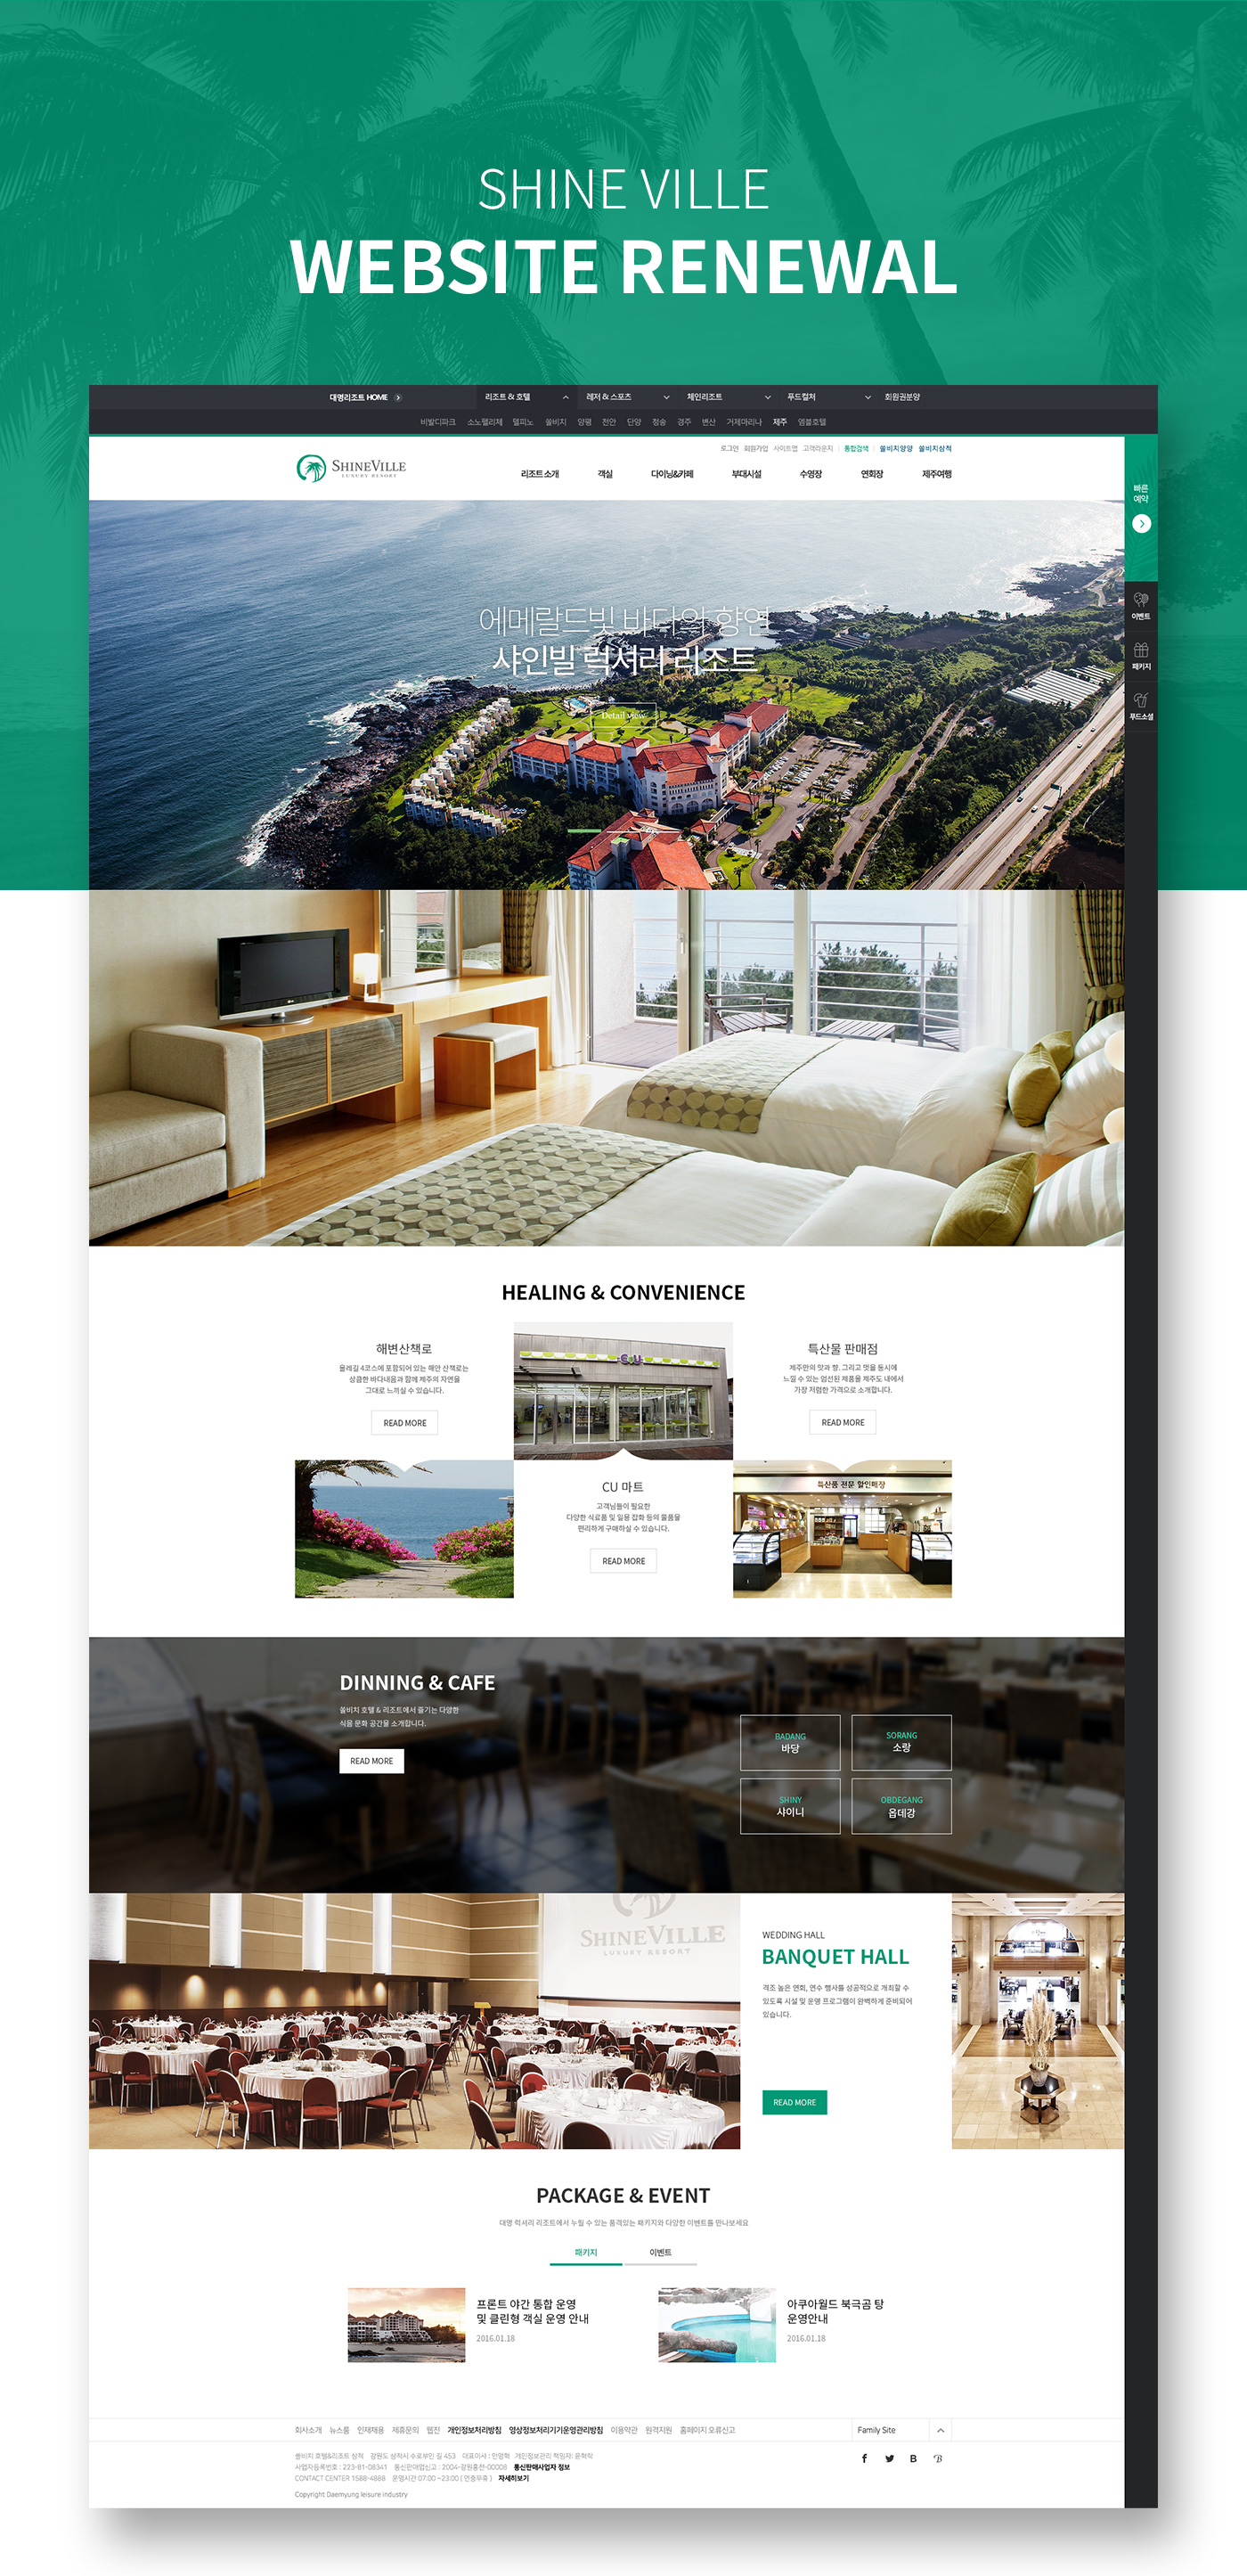 SHINE VILLE
WEBSITE RENEWAL
대명리조트 HOME
리조트 & 호텔
레저 & 스포츠
체인리조트
푸드컬처
회원권분양
비발디파크 소노펠리체 델피노 쏠비치 양평 천안 단양 청송 경주 변산 거제마리나 제주 엠블호텔
로그인 회원가입 사이트맵 고객라운지 통합검색 쏠비치양양 쏠비치삼척
SHINEVILLE
LUXURY RESORT
리조트 소개 객실 다이닝&카페 부대시설 수영장 연회장 제주여행
빠른
예약
이벤트
패키지
푸드소셜
에메랄드빛 바다의 향연
샤인빌 럭셔리 리조트
Detail view
HEALING & CONVENIENCE
해변산책로
올레길 4코스에 포함되어 있는 해안 산책로는
상큼한 바다내음과 함께 제주의 자연을
그대로 느끼실 수 있습니다.
READ MORE
CU
특산물 판매점
제주만의 맛과 향, 그리고 멋을 동시에
느낄 수 있는 엄선된 제품을 제주도 내에서
가장 저렴한 가격으로 소개합니다.
READ MORE
CU 마트
고객님들이 필요한
다양한 식료품 및 일용 잡화 등의 물품을
편리하게 구매하실 수 있습니다.
READ MORE
특산품 전문 할인매장
DINNING & CAFE
쏠비치 호텔 & 리조트에서 즐기는 다양한
식음 문화 공간을 소개합니다.
READ MORE
BADANG
바당
SORANG
소랑
SHINY
샤이니
OBDEGANG
옵데강
SHINEVILLE
LUXURY RESORT
WEDDING HALL
BANQUET HALL
격조 높은 연회, 연수 행사를 성공적으로 개최할 수
있도록 시설 및 운영 프로그램이 완벽하게 준비되어
있습니다.
READ MORE
PACKAGE & EVENT
대명 럭셔리 리조트에서 누릴 수 있는 품격있는 패키지와 다양한 이벤트를 만나보세요
패키지
이벤트
프론트 야간 통합 운영
및 클린형 객실 운영 안내
2016.01.18
아쿠아월드 북극곰 탕
운영안내
2016.01.18
회사소개 뉴스룸 인재채용 제휴문의 웹진 개인정보처리방침 영상정보처리기기운영관리방침 이용약관 원격지원 홈페이지 오류신고
Family Site
쏠비치 호텔&리조트 삼척 강원도 삼척시 수로부인 길 453 대표이사 : 안영혁 개인정보관리 책임자: 윤혁락
사업자등록번호 : 223-81-08341 통신판매업신고 : 2004-강원홍천-00008 통신판매사업자 정보
CONTACT CENTER 1588-4888 운영시간 07:00 ~23:00 ( 연중무휴 ) 자세히보기
Copyright Daemyung leisure industry